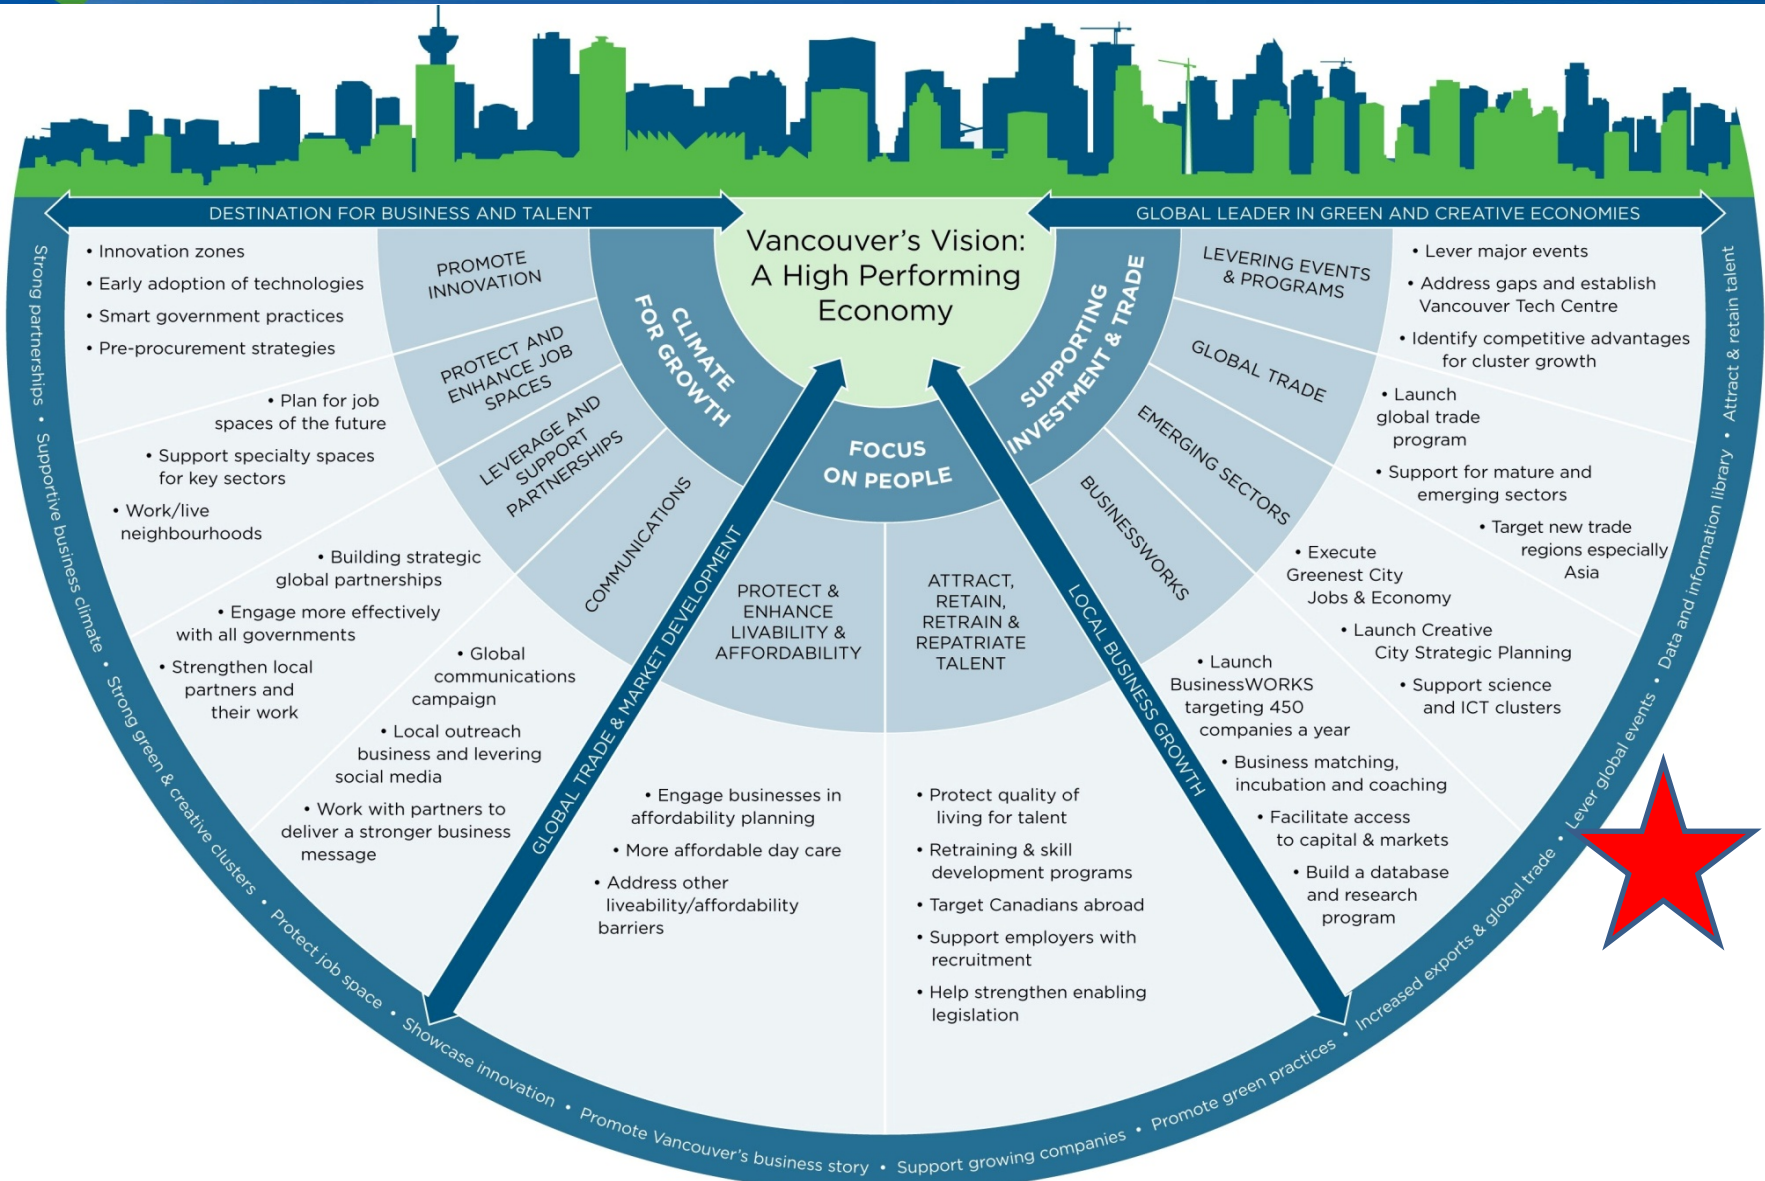 DESTINATION FOR BUSINESS AND TALENT
GLOBAL LEADER IN GREEN AND CREATIVE ECONOMIES
Vancouver's Vision:
A High Performing
Economy
CLIMATE
FOR GROWTH
PROMOTE
INNOVATION
• Innovation zones
• Early adoption of technologies
• Smart government practices
• Pre-procurement strategies
PROTECT AND
ENHANCE JOB
SPACES
• Plan for job
spaces of the future
• Support specialty spaces
for key sectors
• Work/live
neighbourhoods
LEVERAGE AND
SUPPORT
PARTNERSHIPS
• Building strategic
global partnerships
• Engage more effectively
with all governments
• Strengthen local
partners and
their work
COMMUNICATIONS
• Global
communications
campaign
• Local outreach
business and levering
social media
• Work with partners to
deliver a stronger business
message
GLOBAL TRADE & MARKET DEVELOPMENT
FOCUS
ON PEOPLE
PROTECT &
ENHANCE
LIVABILITY &
AFFORDABILITY
• Engage businesses in
affordability planning
• More affordable day care
• Address other
liveability/affordability
barriers
ATTRACT,
RETAIN,
RETRAIN &
REPATRIATE
TALENT
• Protect quality of
living for talent
• Retraining & skill
development programs
• Target Canadians abroad
• Support employers with
recruitment
• Help strengthen enabling
legislation
LOCAL BUSINESS GROWTH
SUPPORTING
INVESTMENT & TRADE
LEVERING EVENTS
& PROGRAMS
• Lever major events
• Address gaps and establish
Vancouver Tech Centre
• Identify competitive advantages
for cluster growth
GLOBAL TRADE
• Launch
global trade
program
• Support for mature and
emerging sectors
• Target new trade
regions especially
Asia
EMERGING SECTORS
• Execute
Greenest City
Jobs & Economy
• Launch Creative
City Strategic Planning
• Support science
and ICT clusters
BUSINESSWORKS
• Launch
BusinessWORKS
targeting 450
companies a year
• Business matching,
incubation and coaching
• Facilitate access
to capital & markets
• Build a database
and research
program
Strong partnerships • Supportive business climate • Strong green & creative clusters • Protect job space • Showcase innovation • Promote Vancouver's business story • Support growing companies • Promote green practices • Increased exports & global trade • Lever global events • Data and information library • Attract & retain talent